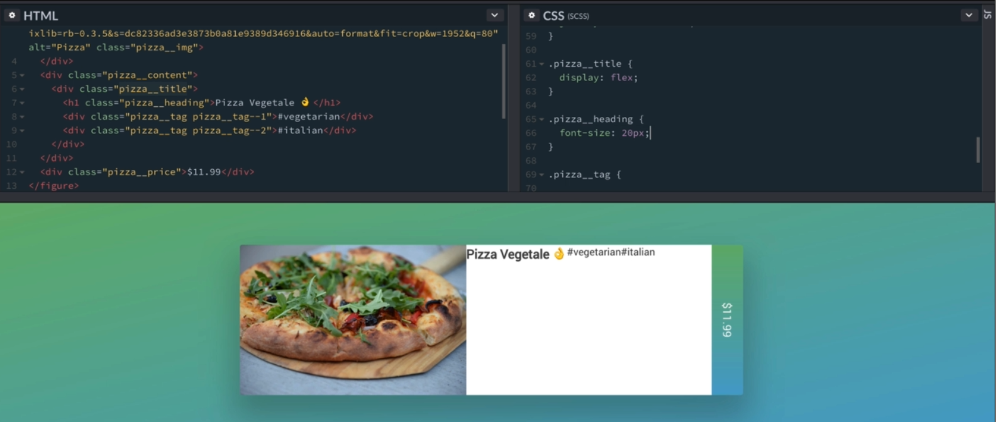 HTML
ixlib=rb-0.3.5&s=dc82336ad3e3873b0a81e9389d346916&auto=format&fit=crop&w=1952&q=80"
alt="Pizza" class="pizza__img">
4 </div>
5 <div class="pizza__content">
6 <div class="pizza__title">
7 <h1 class="pizza__heading">Pizza Vegetale 👌</h1>
8 <div class="pizza__tag pizza__tag--1">#vegetarian</div>
9 <div class="pizza__tag pizza__tag--2">#italian</div>
10 </div>
11 </div>
12 <div class="pizza__price">$11.99</div>
13 </figure>
CSS (SCSS)
59 }
60
61 .pizza__title {
62 display: flex;
63 }
64
65 .pizza__heading {
66 font-size: 20px;
67 }
68
69 .pizza__tag {
70
JS
Pizza Vegetale 👌 #vegetarian#italian
$11.99